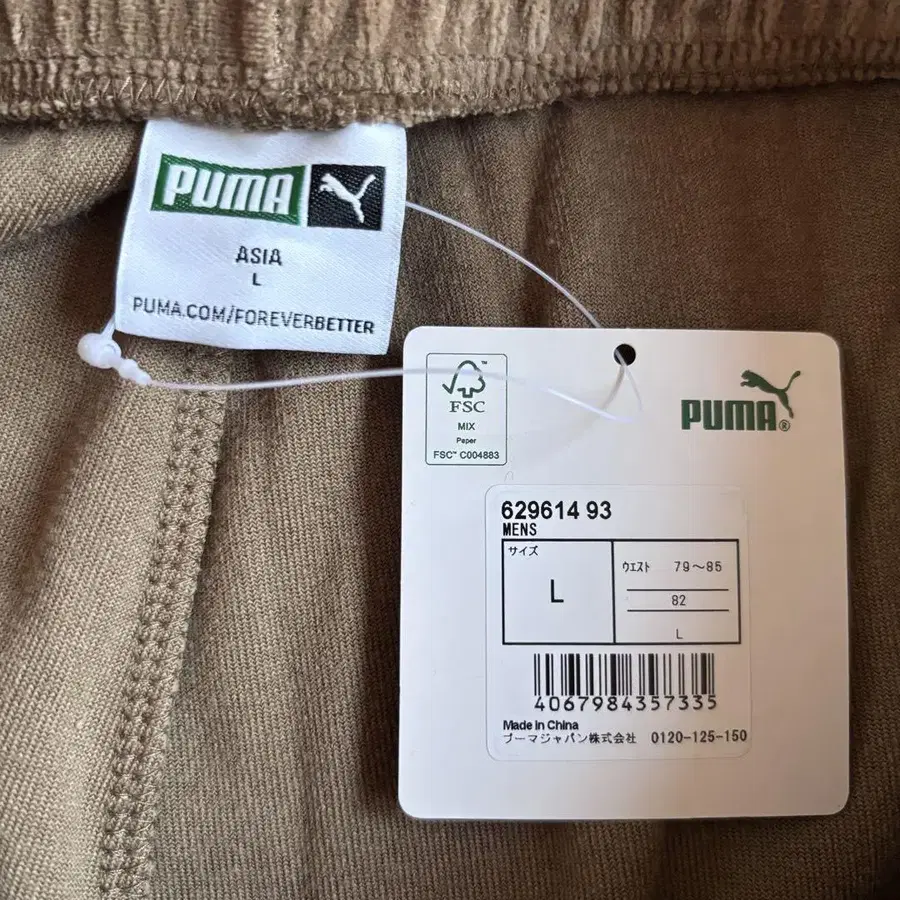 PUMA
ASIA
L
PUMA.COM/FOREVERBETTER
FSC™
MIX
Paper
FSC™ C004883
PUMA®
629614 93
MENS
サイズ
L
ウエスト 79〜85
82
L
4067984357335
Made in China
プーマジャパン株式会社 0120-125-150